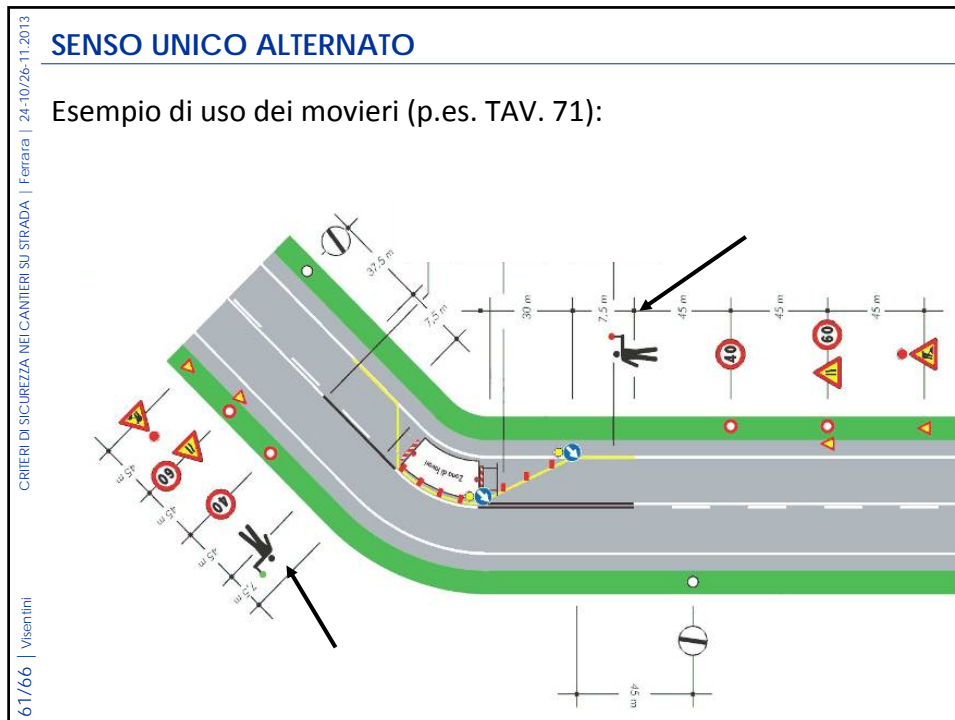 SENSO UNICO ALTERNATO
Esempio di uso dei movieri (p.es. TAV. 71):
37,5 m
7,5 m
30 m
7,5 m
45 m
45 m
45 m
40
60
Zona di lavori
60
40
45 m
45 m
45 m
7,5 m
45 m
CRITERI DI SICUREZZA NEI CANTIERI SU STRADA | Ferrara | 24-10/26-11.2013
61/66 | Visentini